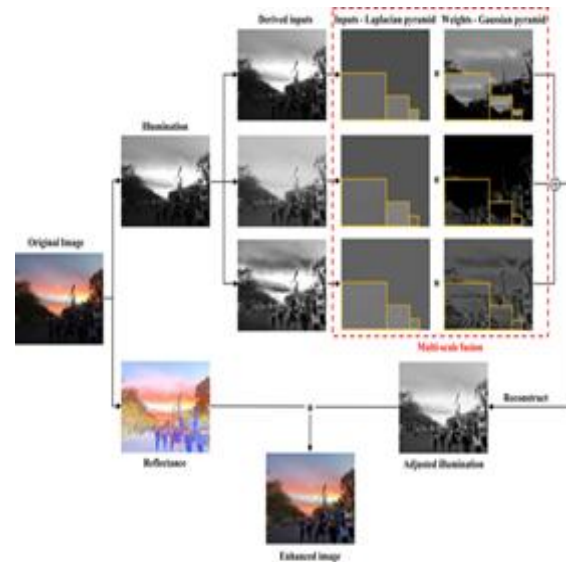 Derived inputs
Inputs - Laplacian pyramid
Weights - Gaussian pyramid
Illumination
Original Image
Multi-scale fusion
Reconstruct
Reflectance
Adjusted illumination
Enhanced image